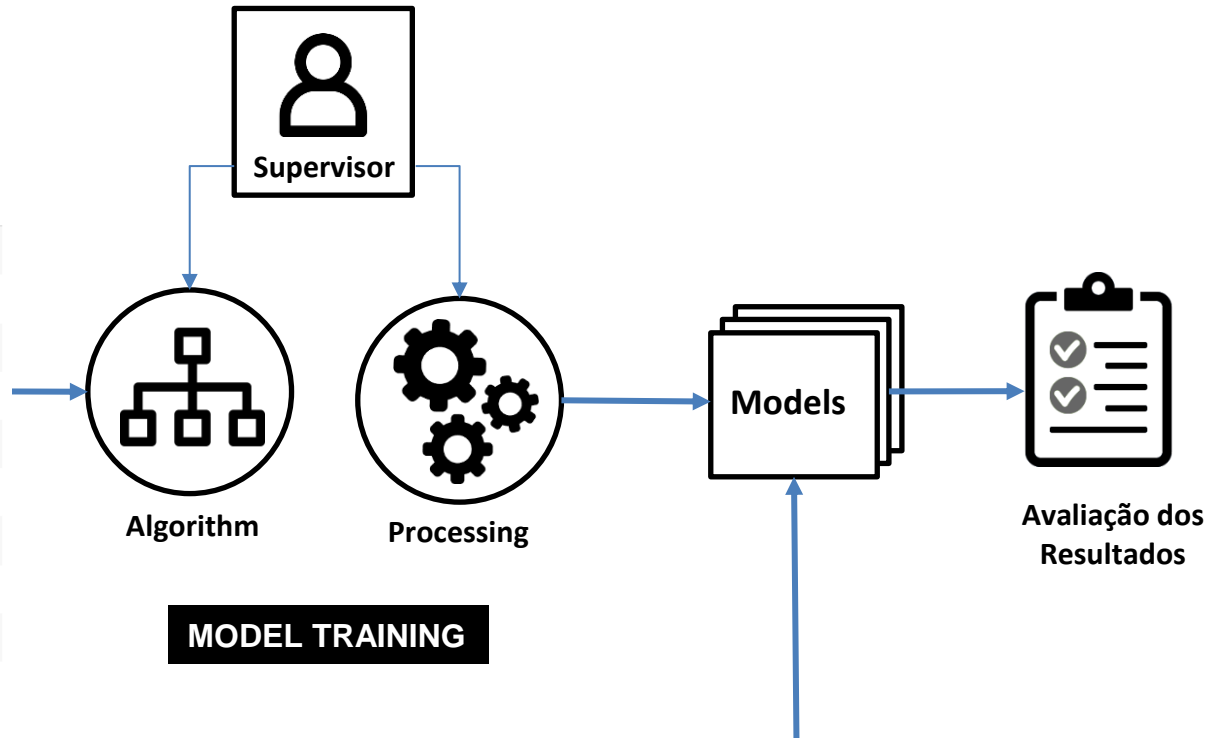 Supervisor
Algorithm
Processing
Models
Avaliação dos
Resultados
MODEL TRAINING